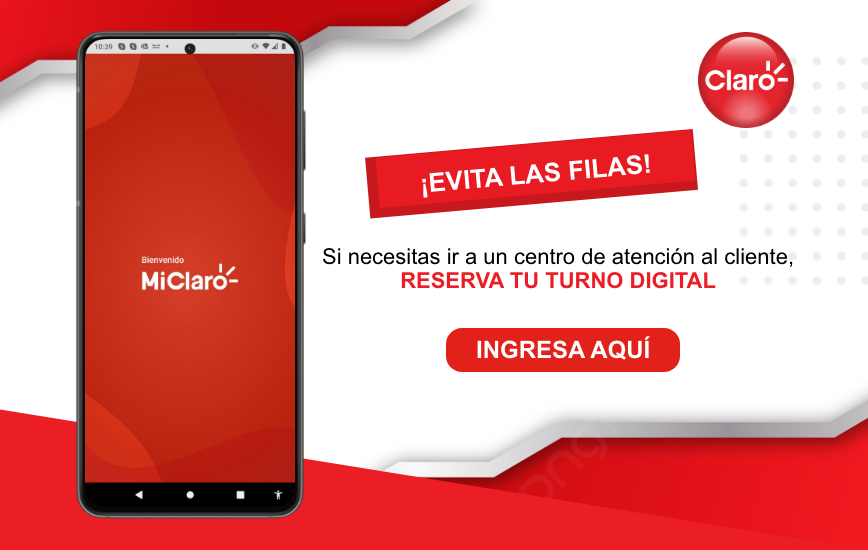 10:39
Claro
¡EVITA LAS FILAS!
Si necesitas ir a un centro de atención al cliente,
RESERVA TU TURNO DIGITAL
Bienvenido
MiClaro
INGRESA AQUÍ